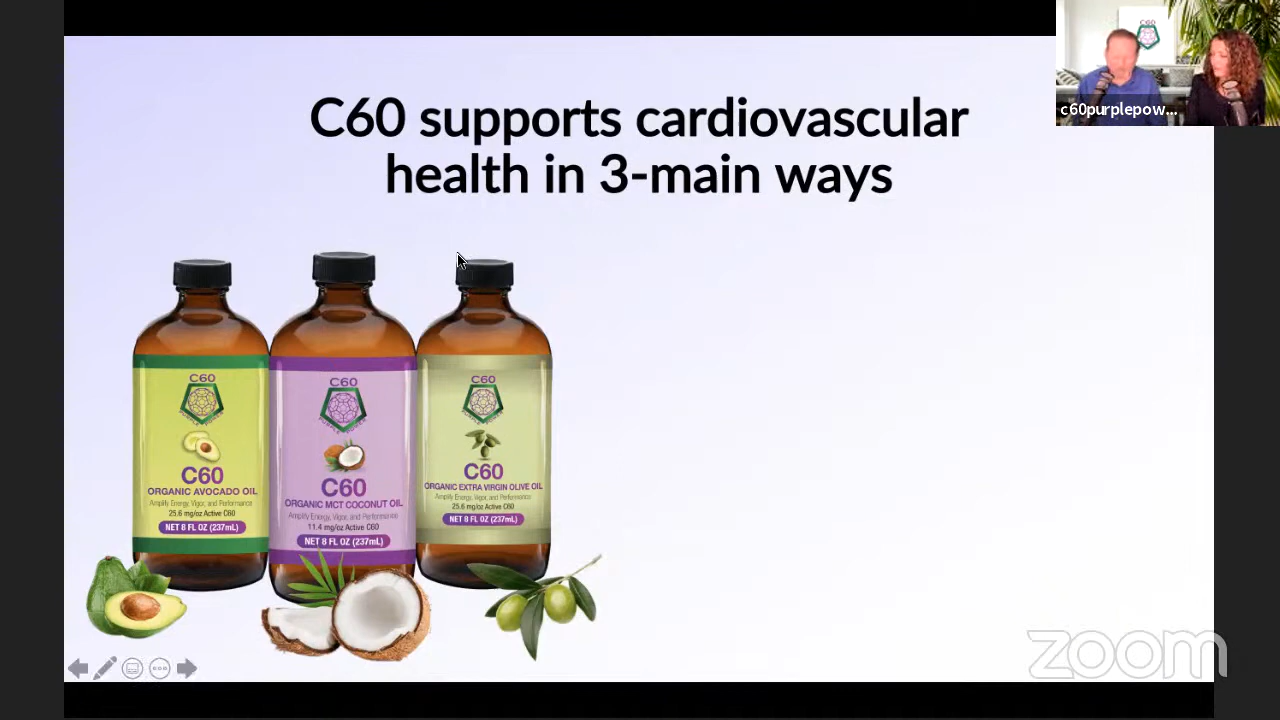 C60
c60purplepow...
C60 supports cardiovascular
health in 3-main ways
C60
C60
ORGANIC AVOCADO OIL
Amplify Energy, Vigor, and Performance
25.6 mg/oz Active C60
NET 8 FL OZ (237mL)
C60
C60
ORGANIC MCT COCONUT OIL
Amplify Energy, Vigor, and Performance
11.4 mg/oz Active C60
NET 8 FL OZ (237mL)
C60
C60
ORGANIC EXTRA VIRGIN OLIVE OIL
Amplify Energy, Vigor, and Performance
25.6 mg/oz Active C60
NET 8 FL OZ (237mL)
zoom